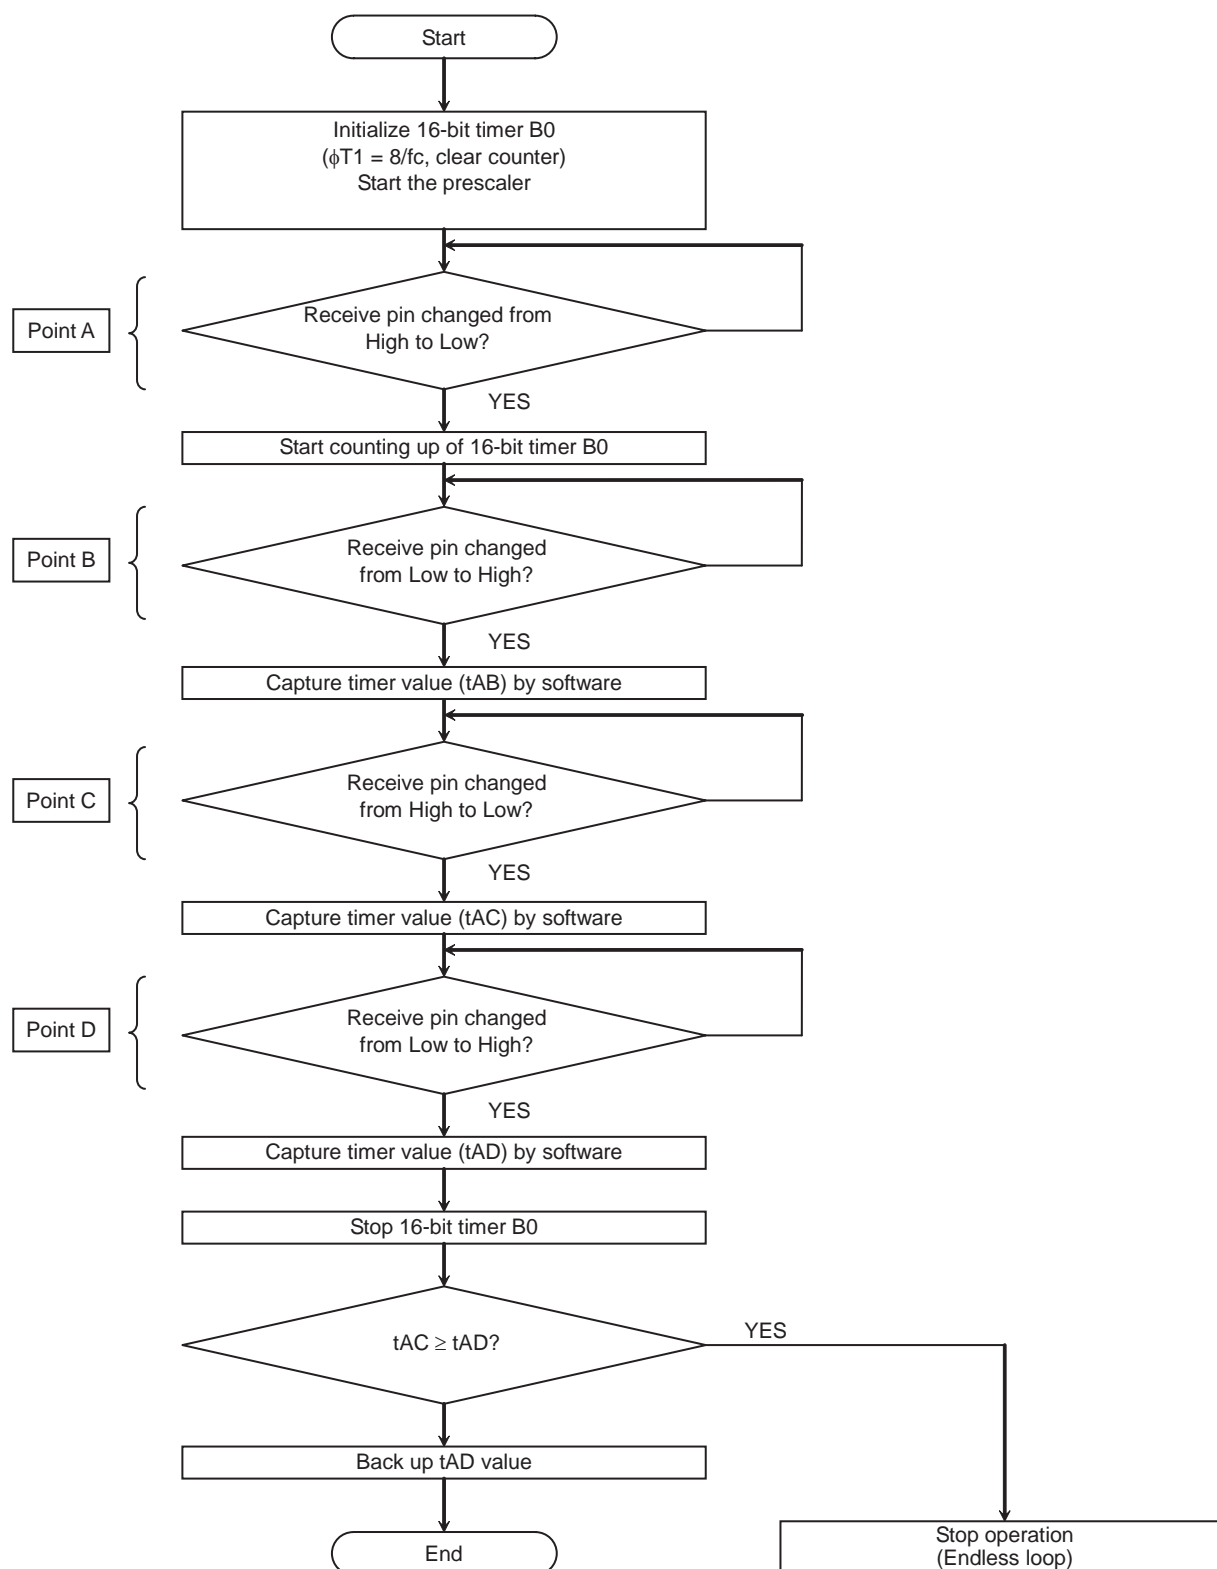 Start
Initialize 16-bit timer B0
(ϕT1 = 8/fc, clear counter)
Start the prescaler
Point A
Receive pin changed from
High to Low?
YES
Start counting up of 16-bit timer B0
Point B
Receive pin changed
from Low to High?
YES
Capture timer value (tAB) by software
Point C
Receive pin changed
from High to Low?
YES
Capture timer value (tAC) by software
Point D
Receive pin changed
from Low to High?
YES
Capture timer value (tAD) by software
Stop 16-bit timer B0
tAC ≥ tAD?
YES
Back up tAD value
End
Stop operation
(Endless loop)